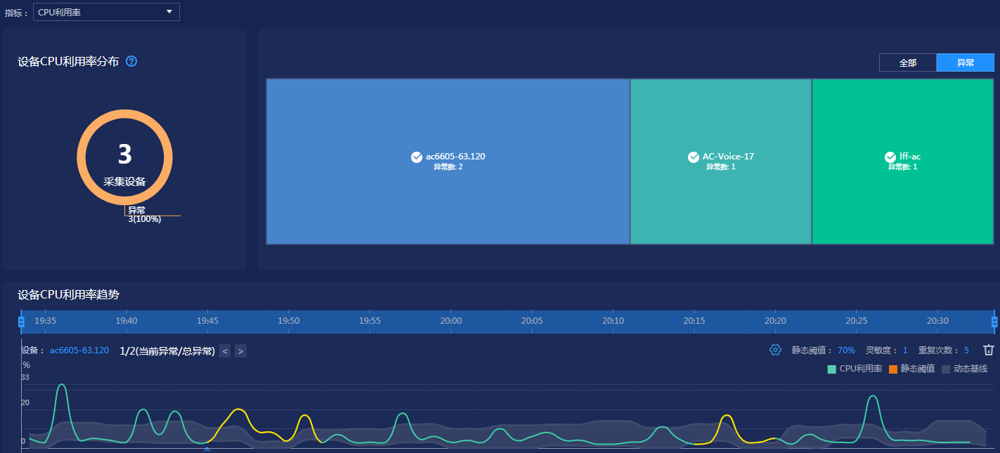 指标： CPU利用率
设备CPU利用率分布 ?
全部 异常
3
采集设备
异常
3(100%)
ac6605-63.120
异常数: 2
AC-Voice-17
异常数: 1
lff-ac
异常数: 1
设备CPU利用率趋势
19:35 19:40 19:45 19:50 19:55 20:00 20:05 20:10 20:15 20:20 20:25 20:30
设备： ac6605-63.120 1/2(当前异常/总异常) < > 静态阈值： 70% 灵敏度： 1 重复次数： 5
% CPU利用率 静态阈值 动态基线
33
20
0